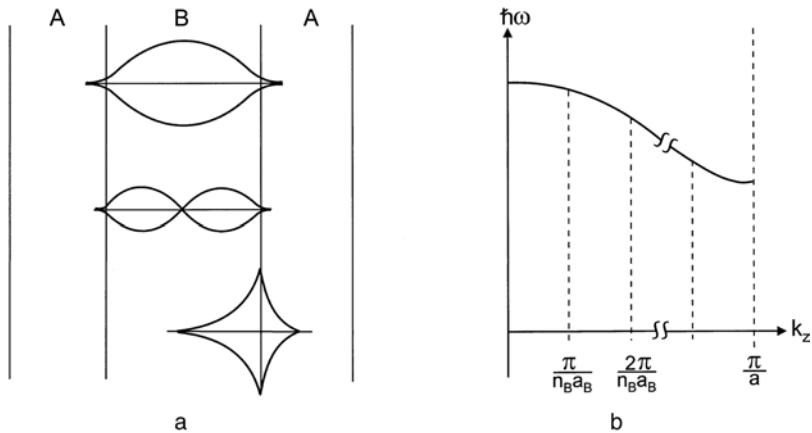 A B A
a
ħω
k_z
π/(n_B a_B) 2π/(n_B a_B) π/a
b